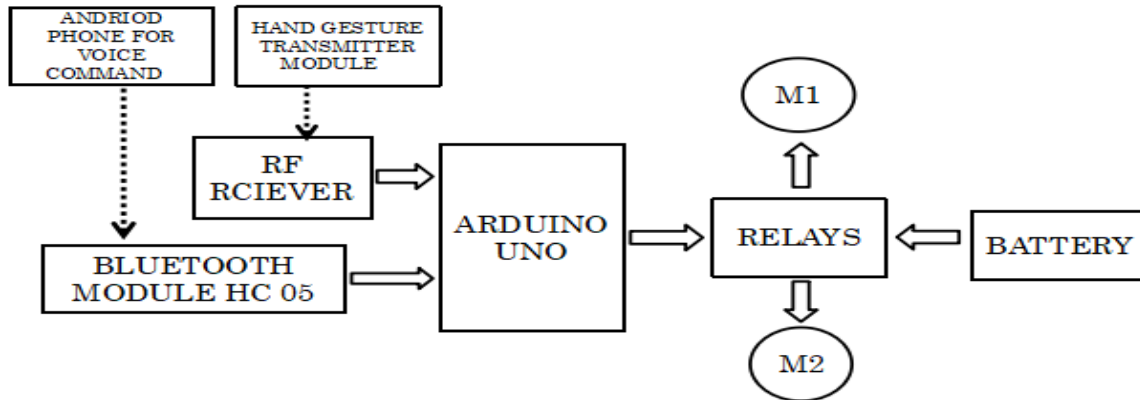 ANDRIOD
PHONE FOR
VOICE
COMMAND
HAND GESTURE
TRANSMITTER
MODULE
M1
RF
RCIEVER
ARDUINO
UNO
RELAYS
BATTERY
BLUETOOTH
MODULE HC 05
M2